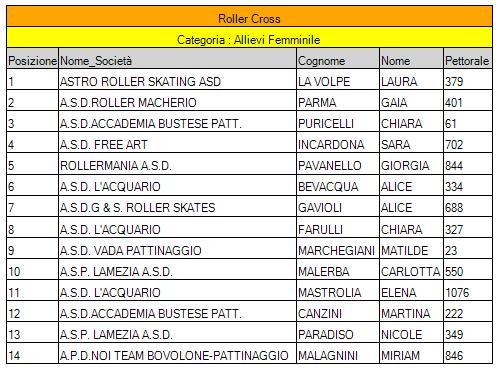 Roller Cross
Categoria : Allievi Femminile
Posizione Nome_Società Cognome Nome Pettorale
1 ASTRO ROLLER SKATING ASD LA VOLPE LAURA 379
2 A.S.D.ROLLER MACHERIO PARMA GAIA 401
3 A.S.D.ACCADEMIA BUSTESE PATT. PURICELLI CHIARA 61
4 A.S.D. FREE ART INCARDONA SARA 702
5 ROLLERMANIA A.S.D. PAVANELLO GIORGIA 844
6 A.S.D. L'ACQUARIO BEVACQUA ALICE 334
7 A.S.D.G & S. ROLLER SKATES GAVIOLI ALICE 688
8 A.S.D. L'ACQUARIO FARULLI CHIARA 327
9 A.S.D. VADA PATTINAGGIO MARCHEGIANI MATILDE 23
10 A.S.P. LAMEZIA A.S.D. MALERBA CARLOTTA 550
11 A.S.D. L'ACQUARIO MASTROLIA ELENA 1076
12 A.S.D.ACCADEMIA BUSTESE PATT. CANZINI MARTINA 222
13 A.S.P. LAMEZIA A.S.D. PARADISO NICOLE 349
14 A.P.D.NOI TEAM BOVOLONE-PATTINAGGIO MALAGNINI MIRIAM 846